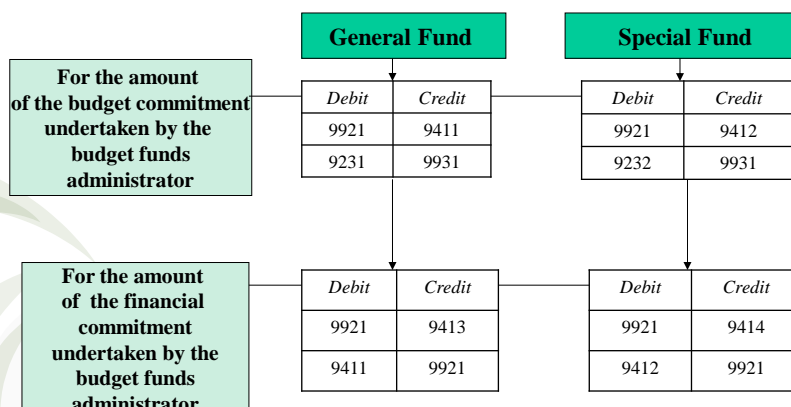 General Fund
Special Fund
For the amount
of the budget commitment
undertaken by the
budget funds
administrator
Debit Credit
9921 9411
9231 9931
Debit Credit
9921 9412
9232 9931
For the amount
of the financial
commitment
undertaken by the
budget funds
administrator
Debit Credit
9921 9413
9411 9921
Debit Credit
9921 9414
9412 9921